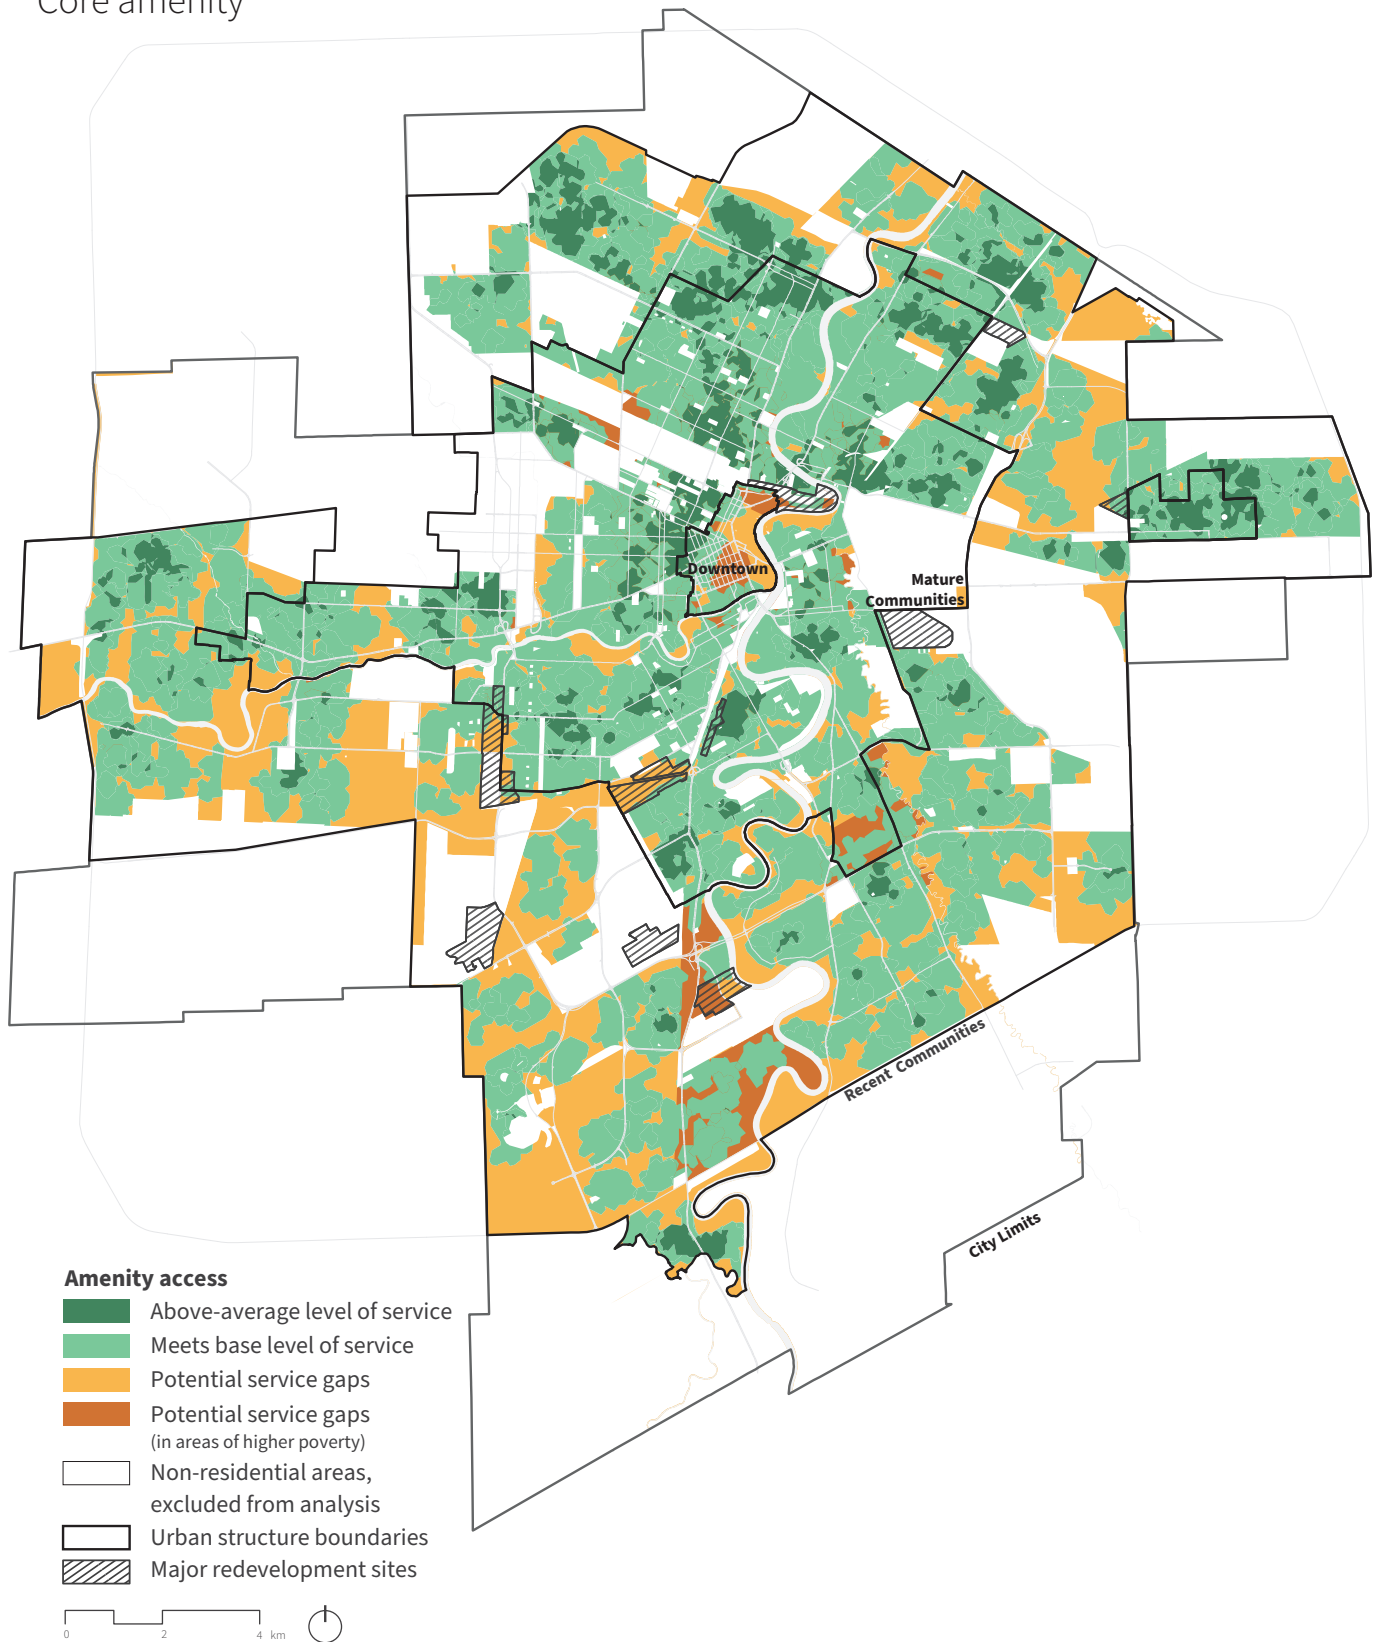 Core amenity
Downtown
Mature
Communities
Recent Communities
City Limits
Amenity access
Above-average level of service
Meets base level of service
Potential service gaps
Potential service gaps
(in areas of higher poverty)
Non-residential areas,
excluded from analysis
Urban structure boundaries
Major redevelopment sites
0 2 4 km